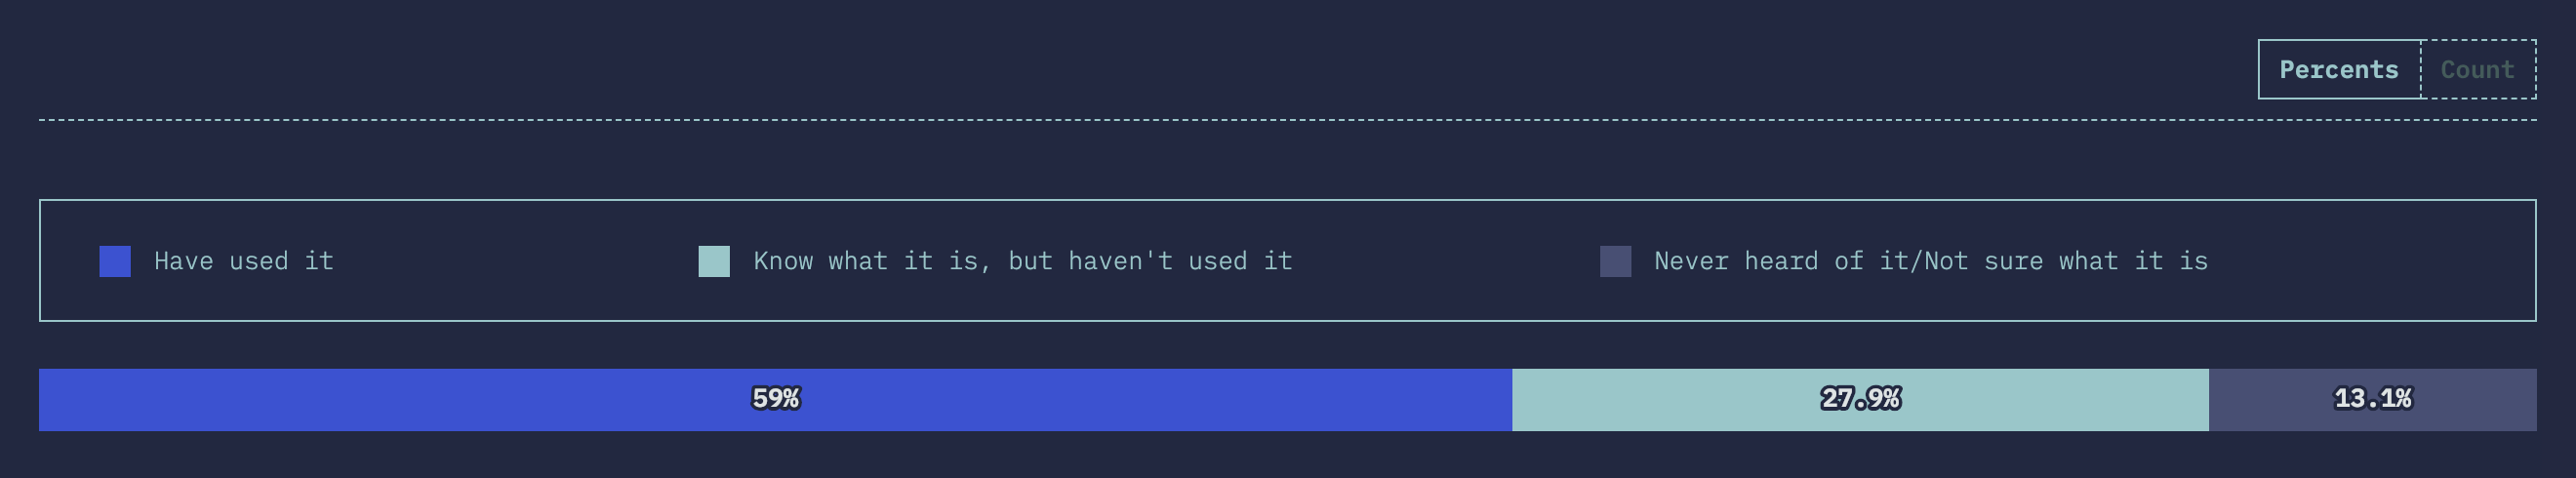 Percents Count
Have used it Know what it is, but haven't used it Never heard of it/Not sure what it is
59% 27.9% 13.1%